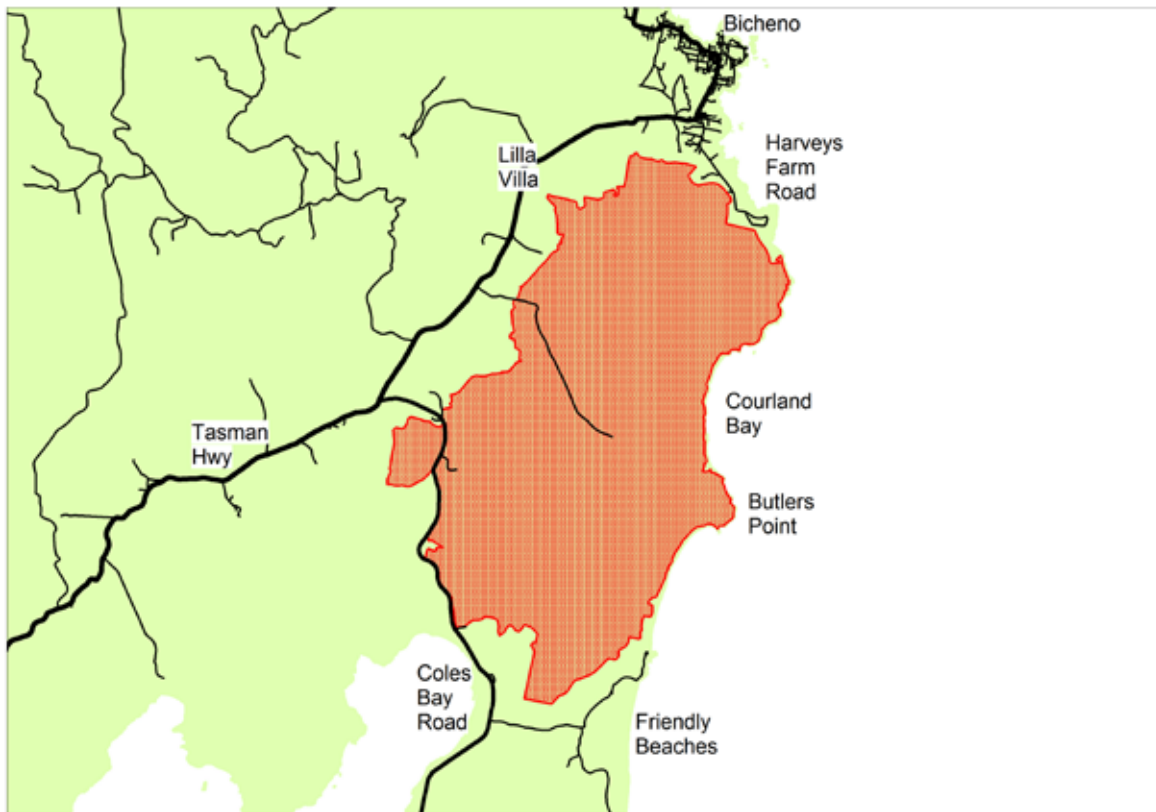 Bicheno
Harveys
Farm
Road
Lilla
Villa
Courland
Bay
Tasman
Hwy
Butlers
Point
Coles
Bay
Road
Friendly
Beaches